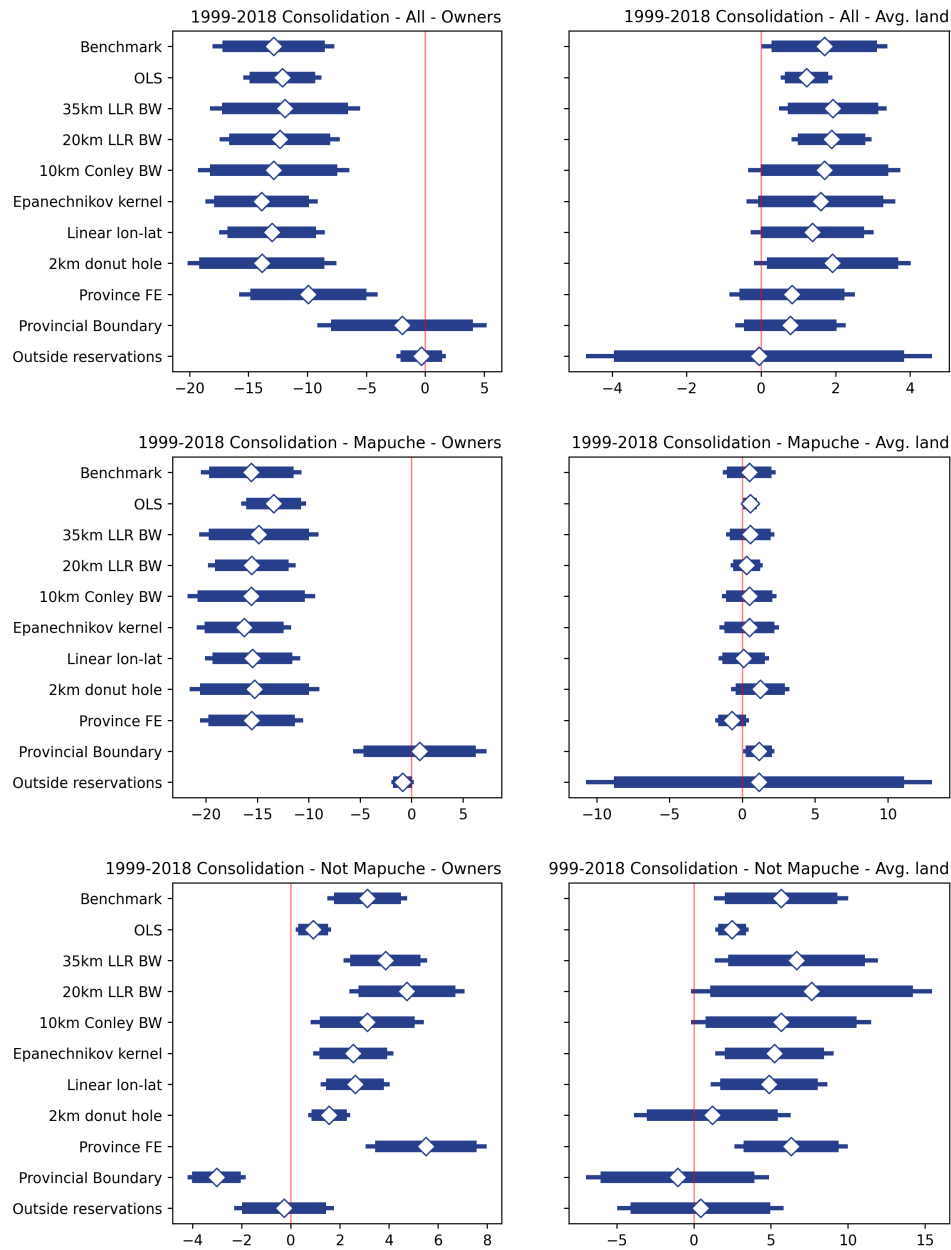 1999-2018 Consolidation - All - Owners
1999-2018 Consolidation - All - Avg. land
Benchmark
OLS
35km LLR BW
20km LLR BW
10km Conley BW
Epanechnikov kernel
Linear lon-lat
2km donut hole
Province FE
Provincial Boundary
Outside reservations
−20 −15 −10 −5 0 5
−4 −2 0 2 4
1999-2018 Consolidation - Mapuche - Owners
1999-2018 Consolidation - Mapuche - Avg. land
Benchmark
OLS
35km LLR BW
20km LLR BW
10km Conley BW
Epanechnikov kernel
Linear lon-lat
2km donut hole
Province FE
Provincial Boundary
Outside reservations
−20 −15 −10 −5 0 5
−10 −5 0 5 10
1999-2018 Consolidation - Not Mapuche - Owners
999-2018 Consolidation - Not Mapuche - Avg. land
Benchmark
OLS
35km LLR BW
20km LLR BW
10km Conley BW
Epanechnikov kernel
Linear lon-lat
2km donut hole
Province FE
Provincial Boundary
Outside reservations
−4 −2 0 2 4 6 8
−5 0 5 10 15